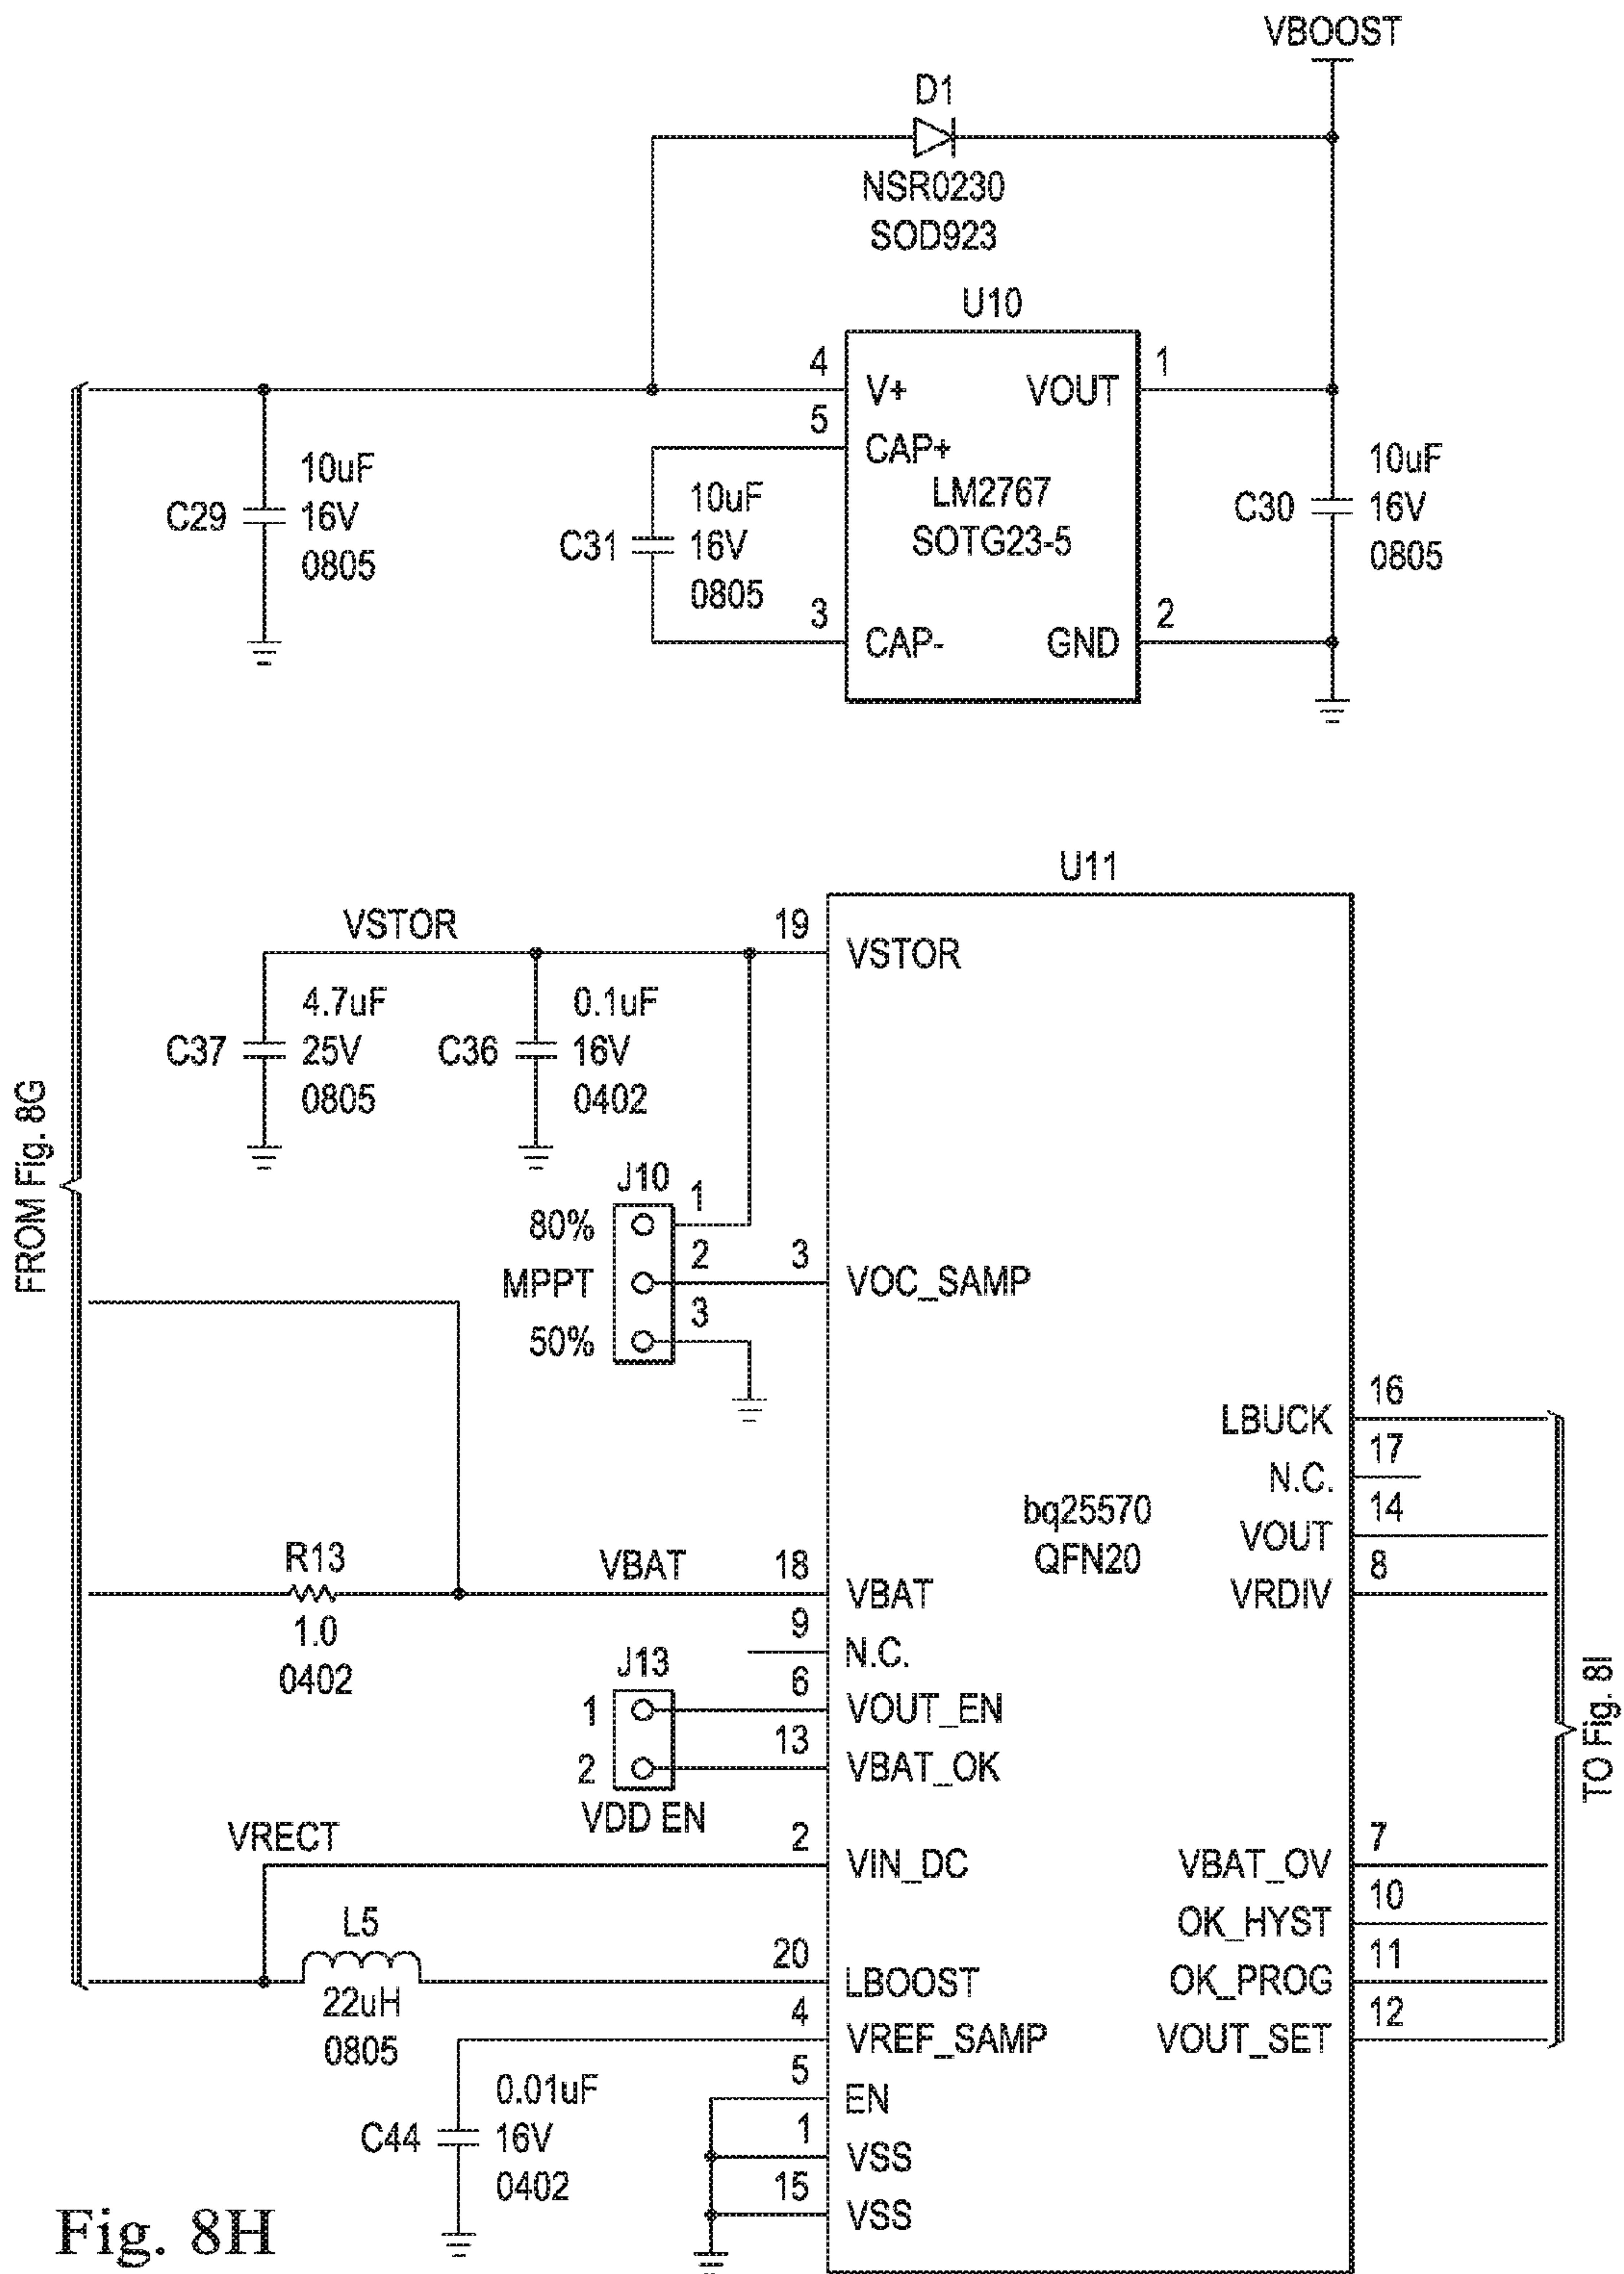 VBOOST
D1
NSR0230
SOD923
U10
4
V+
VOUT
1
5
CAP+
LM2767
SOTG23-5
3
CAP-
GND
2
C29
10uF
16V
0805
C31
10uF
16V
0805
C30
10uF
16V
0805
FROM Fig. 8G
U11
VSTOR
19
VSTOR
C37
4.7uF
25V
0805
C36
0.1uF
16V
0402
J10
80%
1
MPPT
2
50%
3
3
VOC_SAMP
bq25570
QFN20
LBUCK
16
N.C.
17
VOUT
14
VRDIV
8
R13
1.0
0402
VBAT
18
VBAT
9
N.C.
J13
1
2
VDD EN
6
VOUT_EN
13
VBAT_OK
VRECT
2
VIN_DC
L5
22uH
0805
20
LBOOST
4
VREF_SAMP
C44
0.01uF
16V
0402
5
EN
1
VSS
15
VSS
VBAT_OV
7
OK_HYST
10
OK_PROG
11
VOUT_SET
12
TO Fig. 8I
Fig. 8H